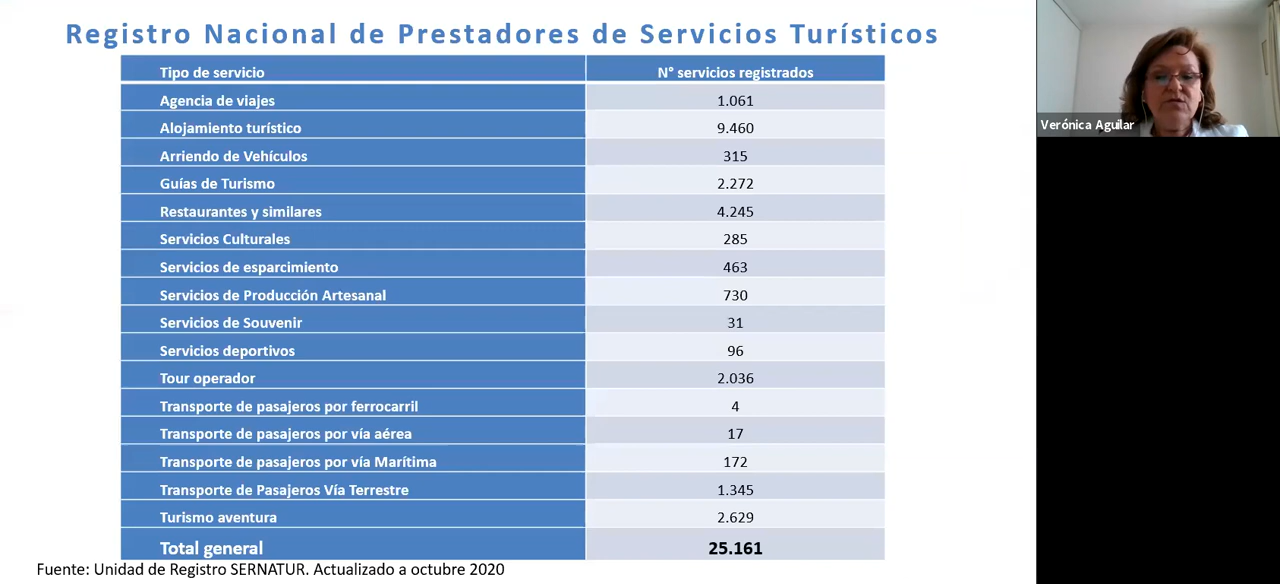 Registro Nacional de Prestadores de Servicios Turísticos
Tipo de servicio N° servicios registrados
Agencia de viajes 1.061
Alojamiento turístico 9.460
Arriendo de Vehículos 315
Guías de Turismo 2.272
Restaurantes y similares 4.245
Servicios Culturales 285
Servicios de esparcimiento 463
Servicios de Producción Artesanal 730
Servicios de Souvenir 31
Servicios deportivos 96
Tour operador 2.036
Transporte de pasajeros por ferrocarril 4
Transporte de pasajeros por vía aérea 17
Transporte de pasajeros por vía Marítima 172
Transporte de Pasajeros Vía Terrestre 1.345
Turismo aventura 2.629
Total general 25.161
Fuente: Unidad de Registro SERNATUR. Actualizado a octubre 2020
Verónica Aguilar